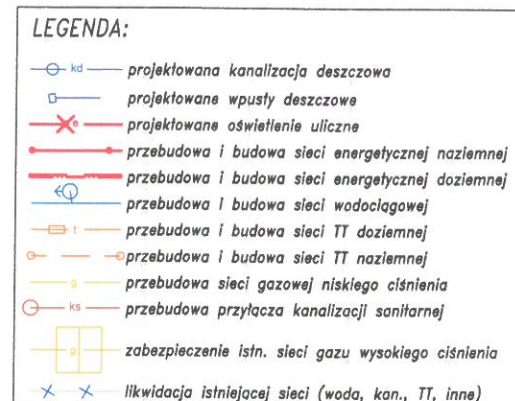 LEGENDA:
kd projektowana kanalizacja deszczowa
projektowane wpusty deszczowe
e projektowane oświetlenie uliczne
przebudowa i budowa sieci energetycznej naziemnej
przebudowa i budowa sieci energetycznej doziemnej
przebudowa i budowa sieci wodociągowej
t przebudowa i budowa sieci TT doziemnej
przebudowa i budowa sieci TT naziemnej
g przebudowa sieci gazowej niskiego ciśnienia
ks przebudowa przyłącza kanalizacji sanitarnej
g zabezpieczenie istn. sieci gazu wysokiego ciśnienia
likwidacja istniejącej sieci (woda, kan., TT, inne)